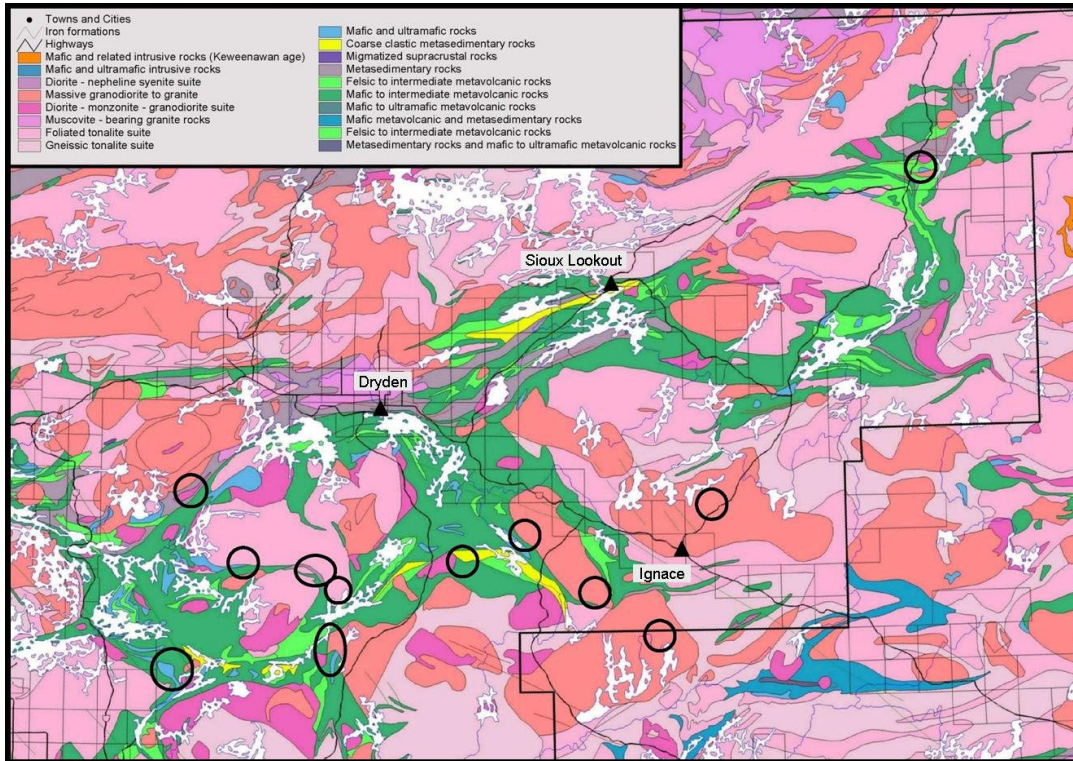 Towns and Cities
Iron formations
Highways
Mafic and related intrusive rocks (Keweenawan age)
Mafic and ultramafic intrusive rocks
Diorite - nepheline syenite suite
Massive granodiorite to granite
Diorite - monzonite - granodiorite suite
Muscovite - bearing granite rocks
Foliated tonalite suite
Gneissic tonalite suite
Mafic and ultramafic rocks
Coarse clastic metasedimentary rocks
Migmatized supracrustal rocks
Metasedimentary rocks
Felsic to intermediate metavolcanic rocks
Mafic to intermediate metavolcanic rocks
Mafic to ultramafic metavolcanic rocks
Mafic metavolcanic and metasedimentary rocks
Felsic to intermediate metavolcanic rocks
Metasedimentary rocks and mafic to ultramafic metavolcanic rocks
Sioux Lookout
Dryden
Ignace